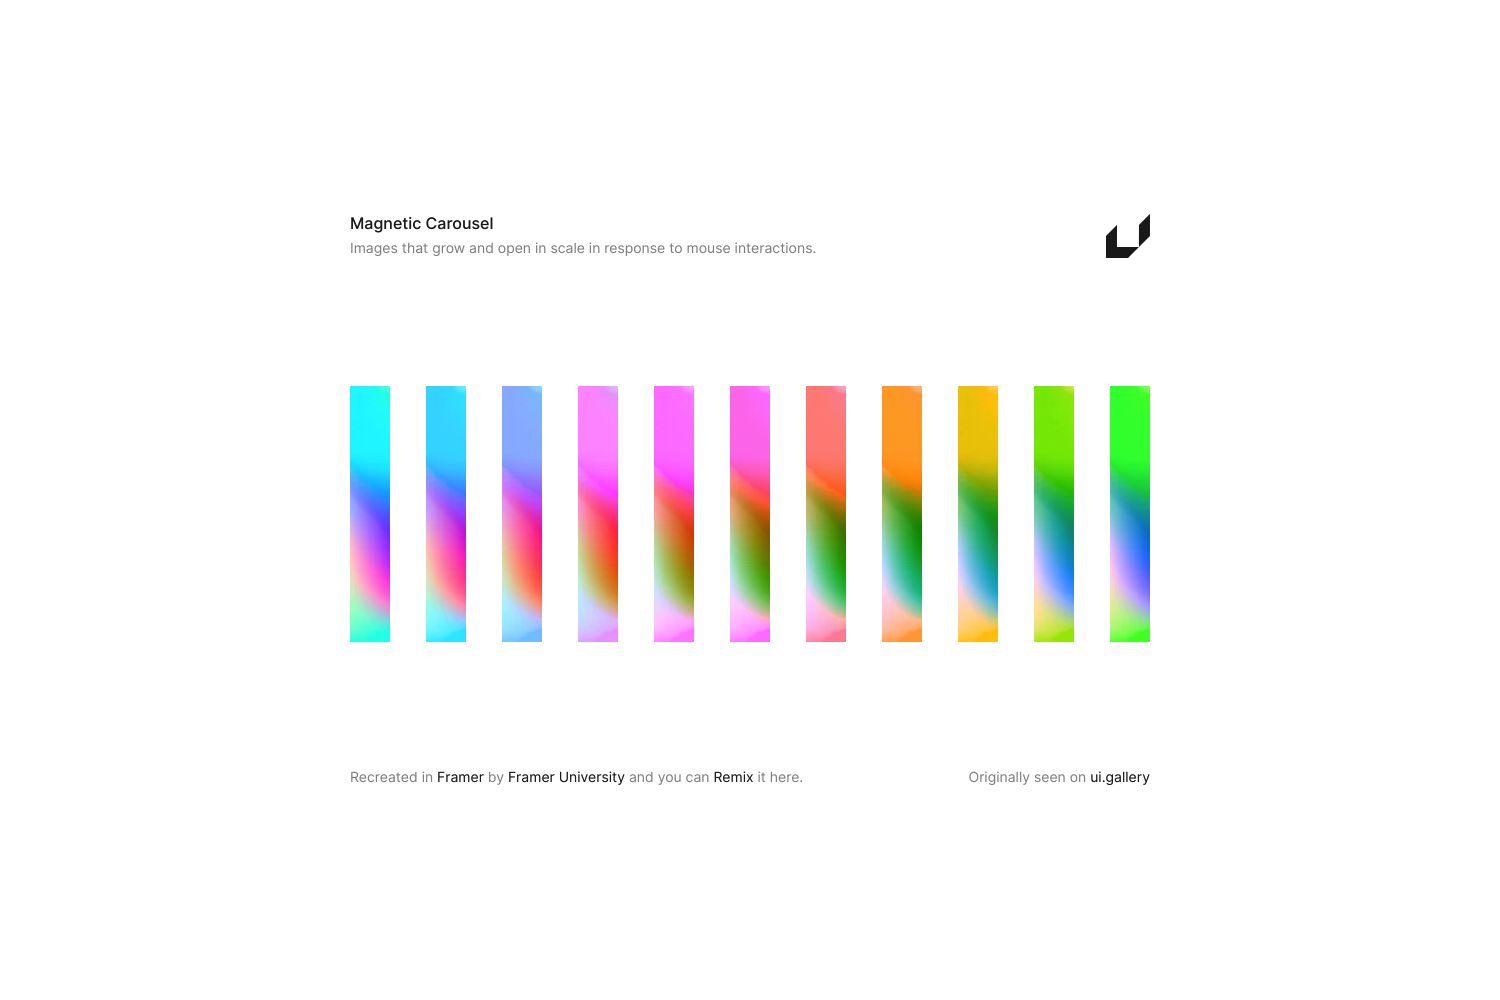 Magnetic Carousel
Images that grow and open in scale in response to mouse interactions.
Recreated in Framer by Framer University and you can Remix it here.
Originally seen on ui.gallery